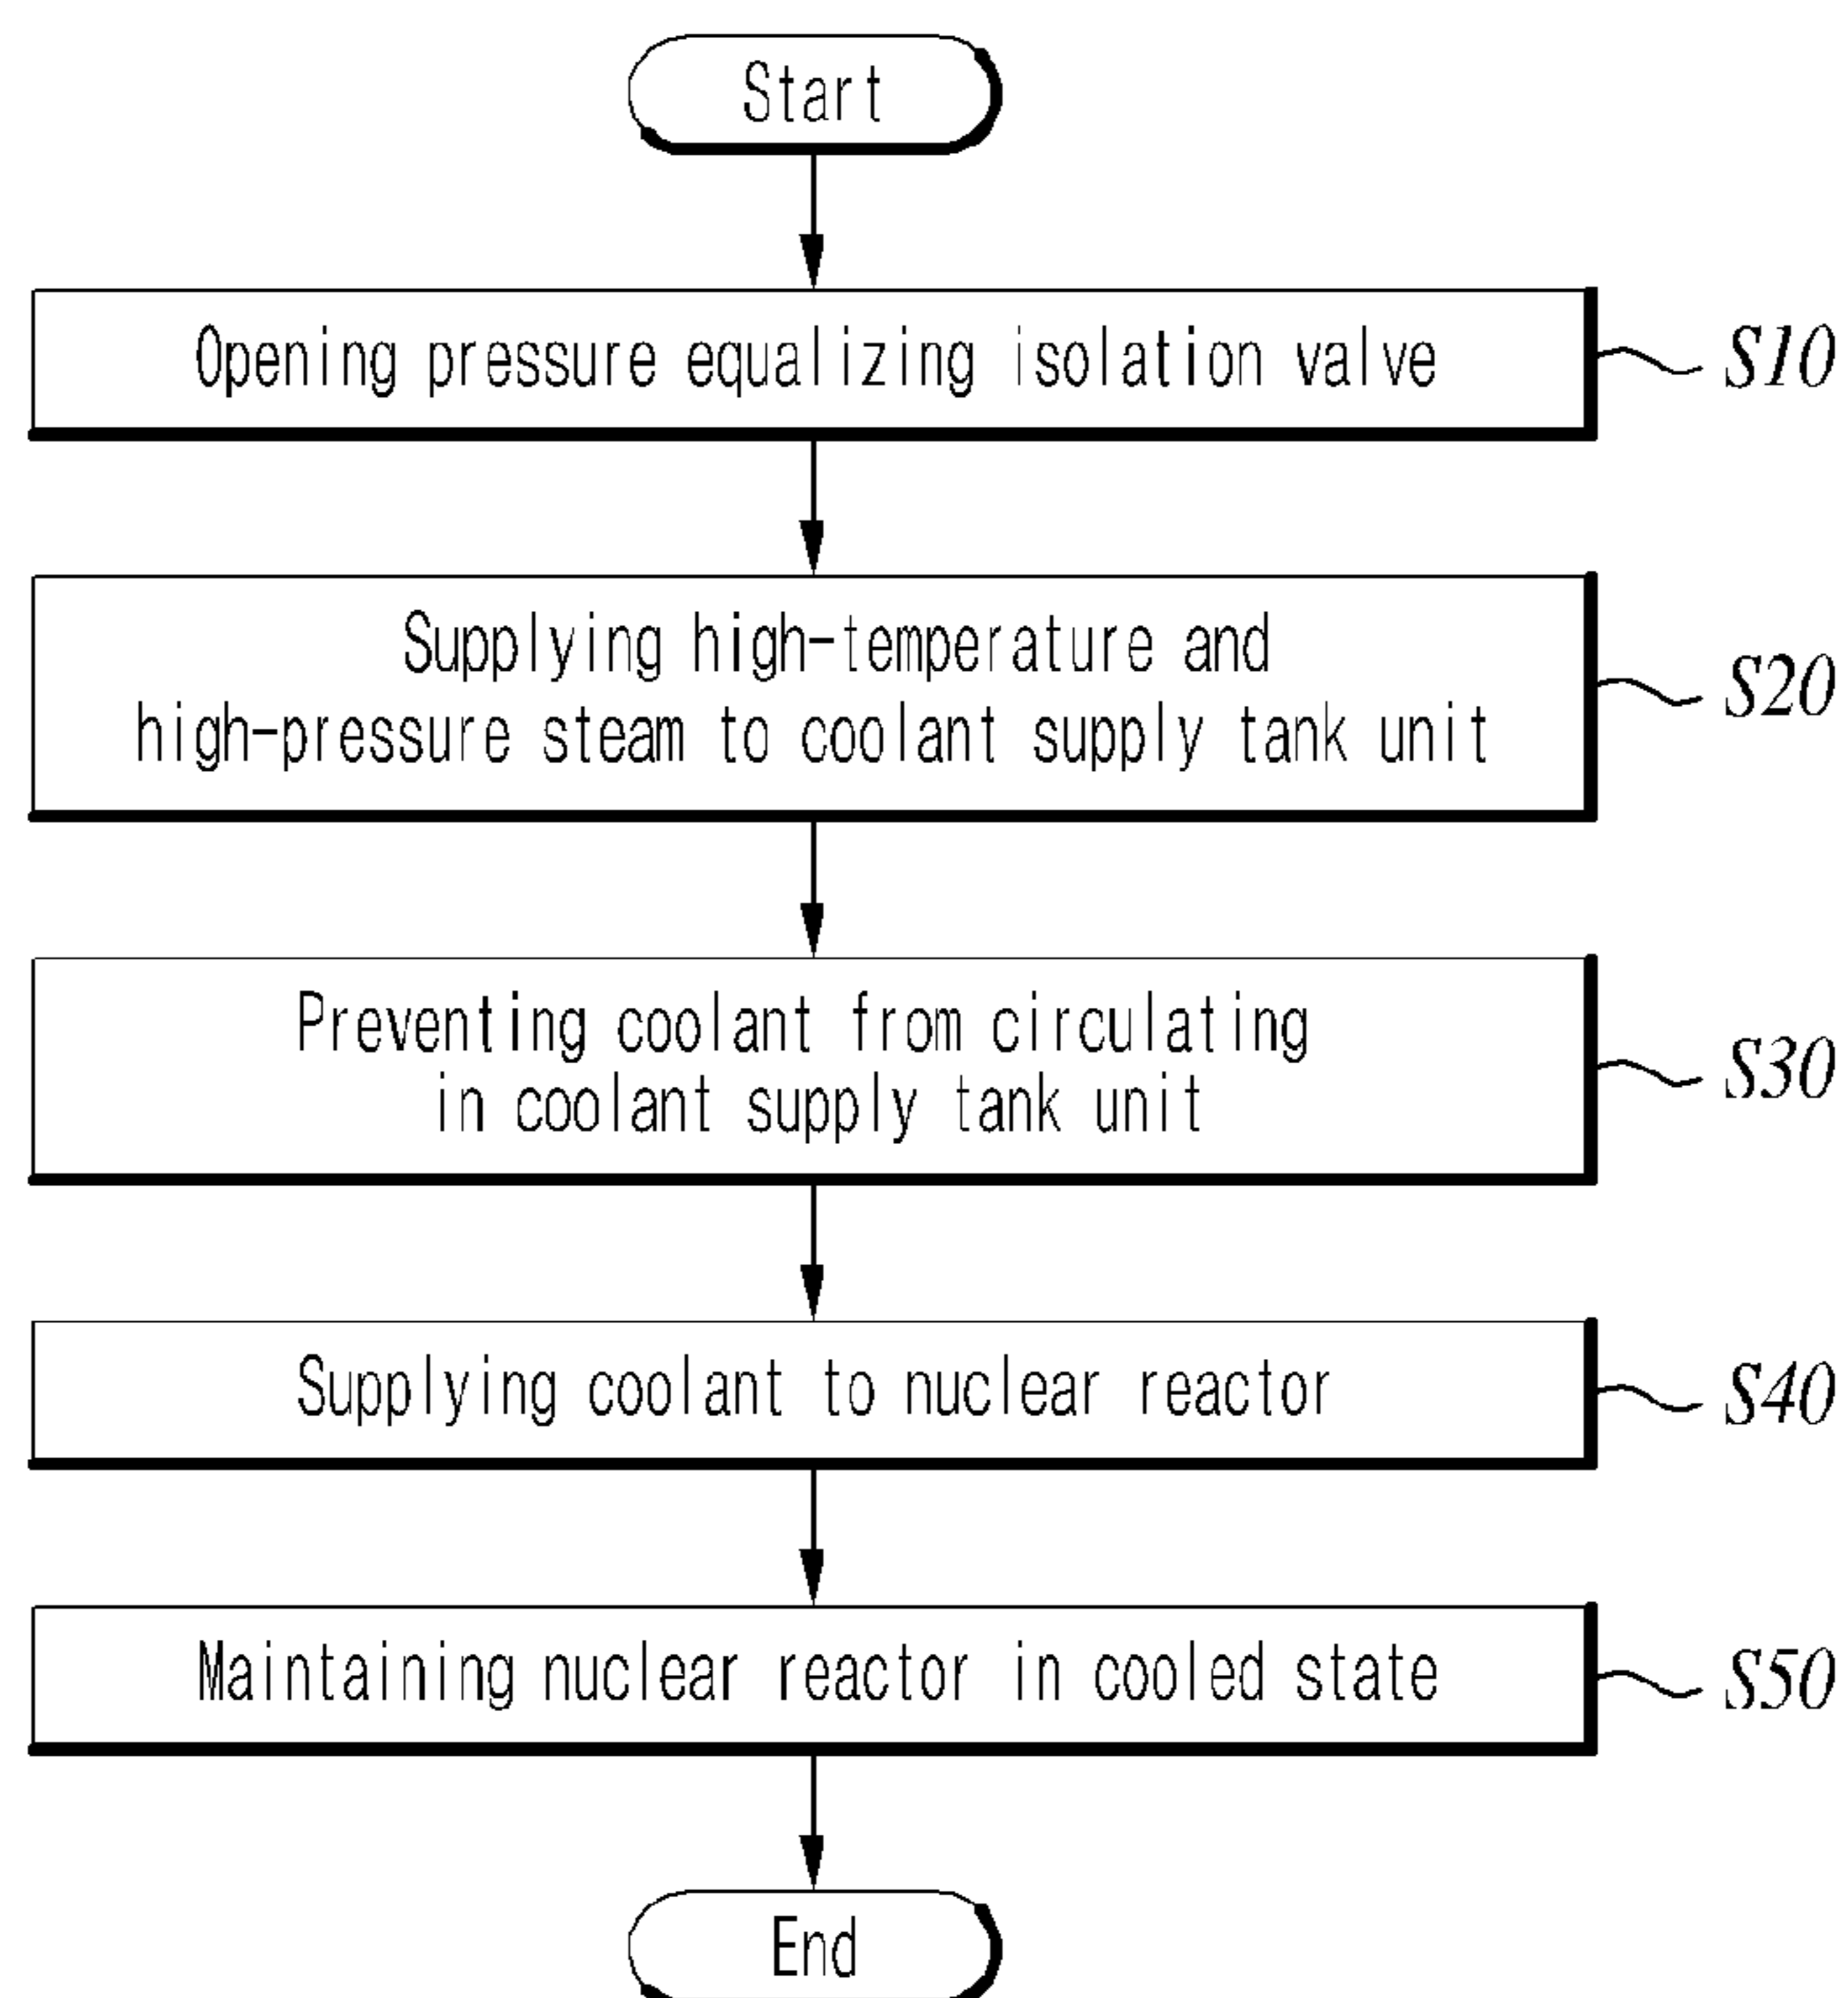 Start
Opening pressure equalizing isolation valve
S10
Supplying high-temperature and
high-pressure steam to coolant supply tank unit
S20
Preventing coolant from circulating
in coolant supply tank unit
S30
Supplying coolant to nuclear reactor
S40
Maintaining nuclear reactor in cooled state
S50
End